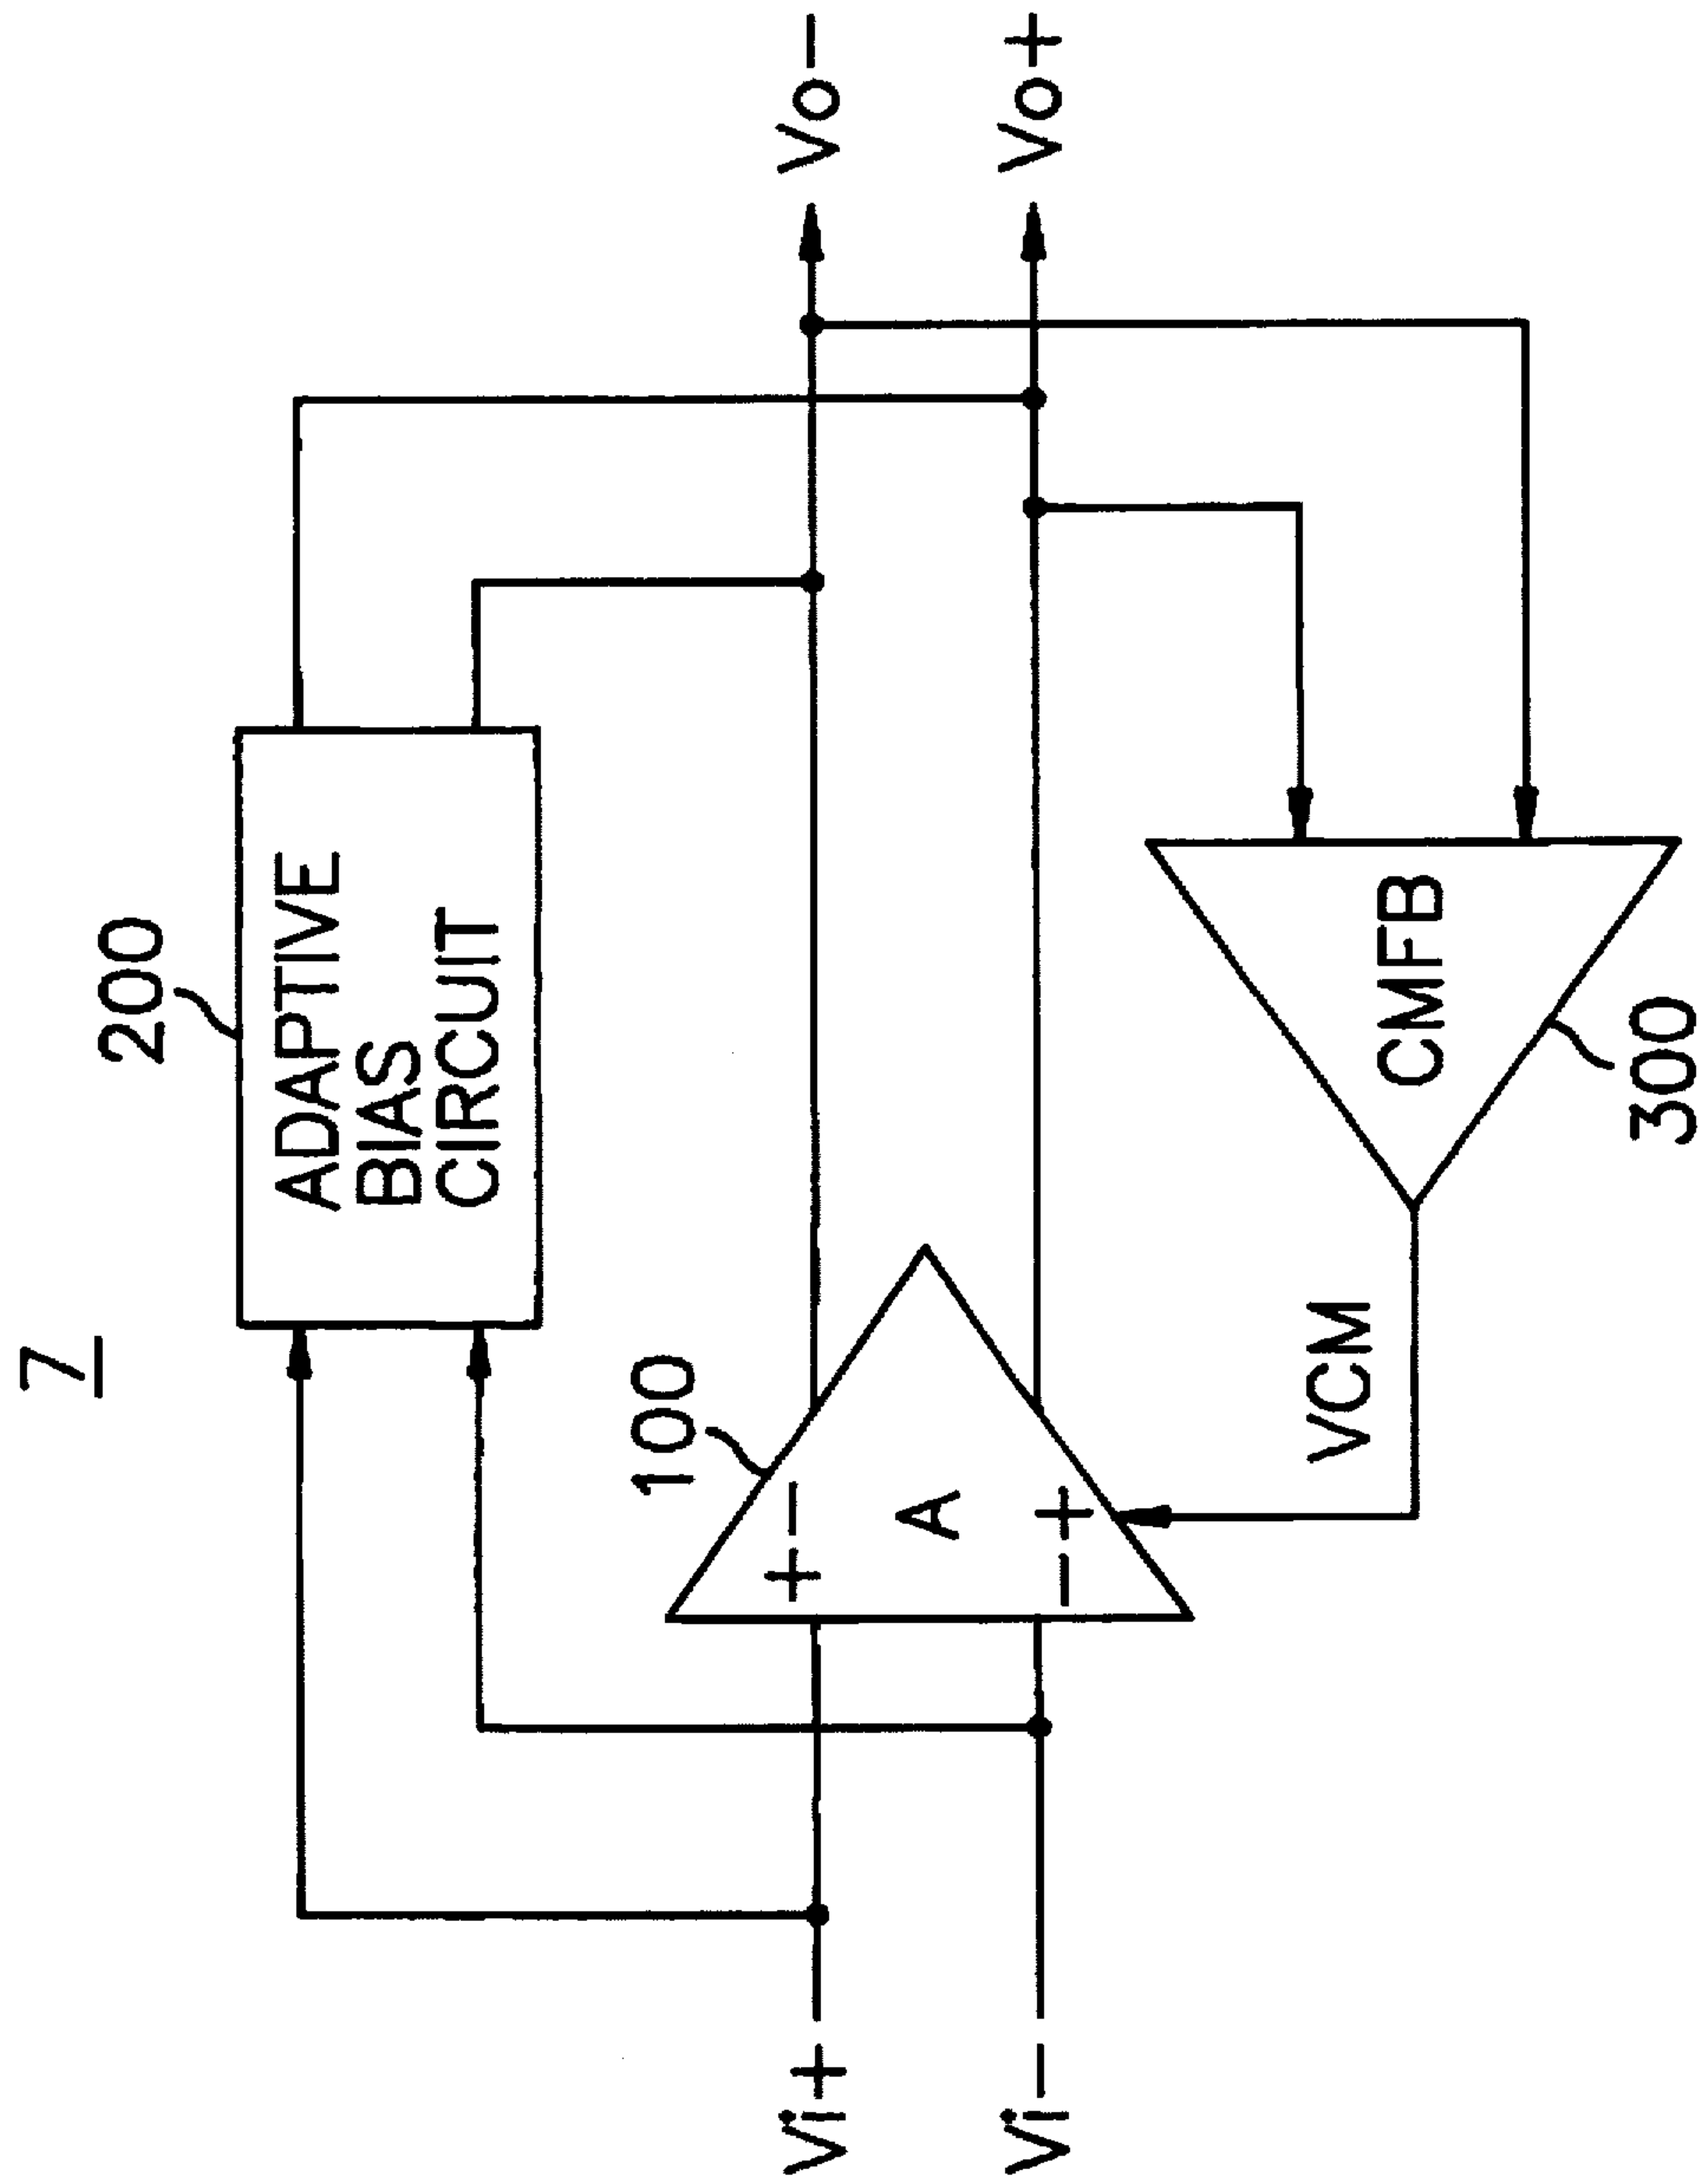 7
200
ADAPTIVE
BIAS
CIRCUIT
100
+ -
A
- +
Vi+
Vi-
Vo-
Vo+
VCM
CMFB
300